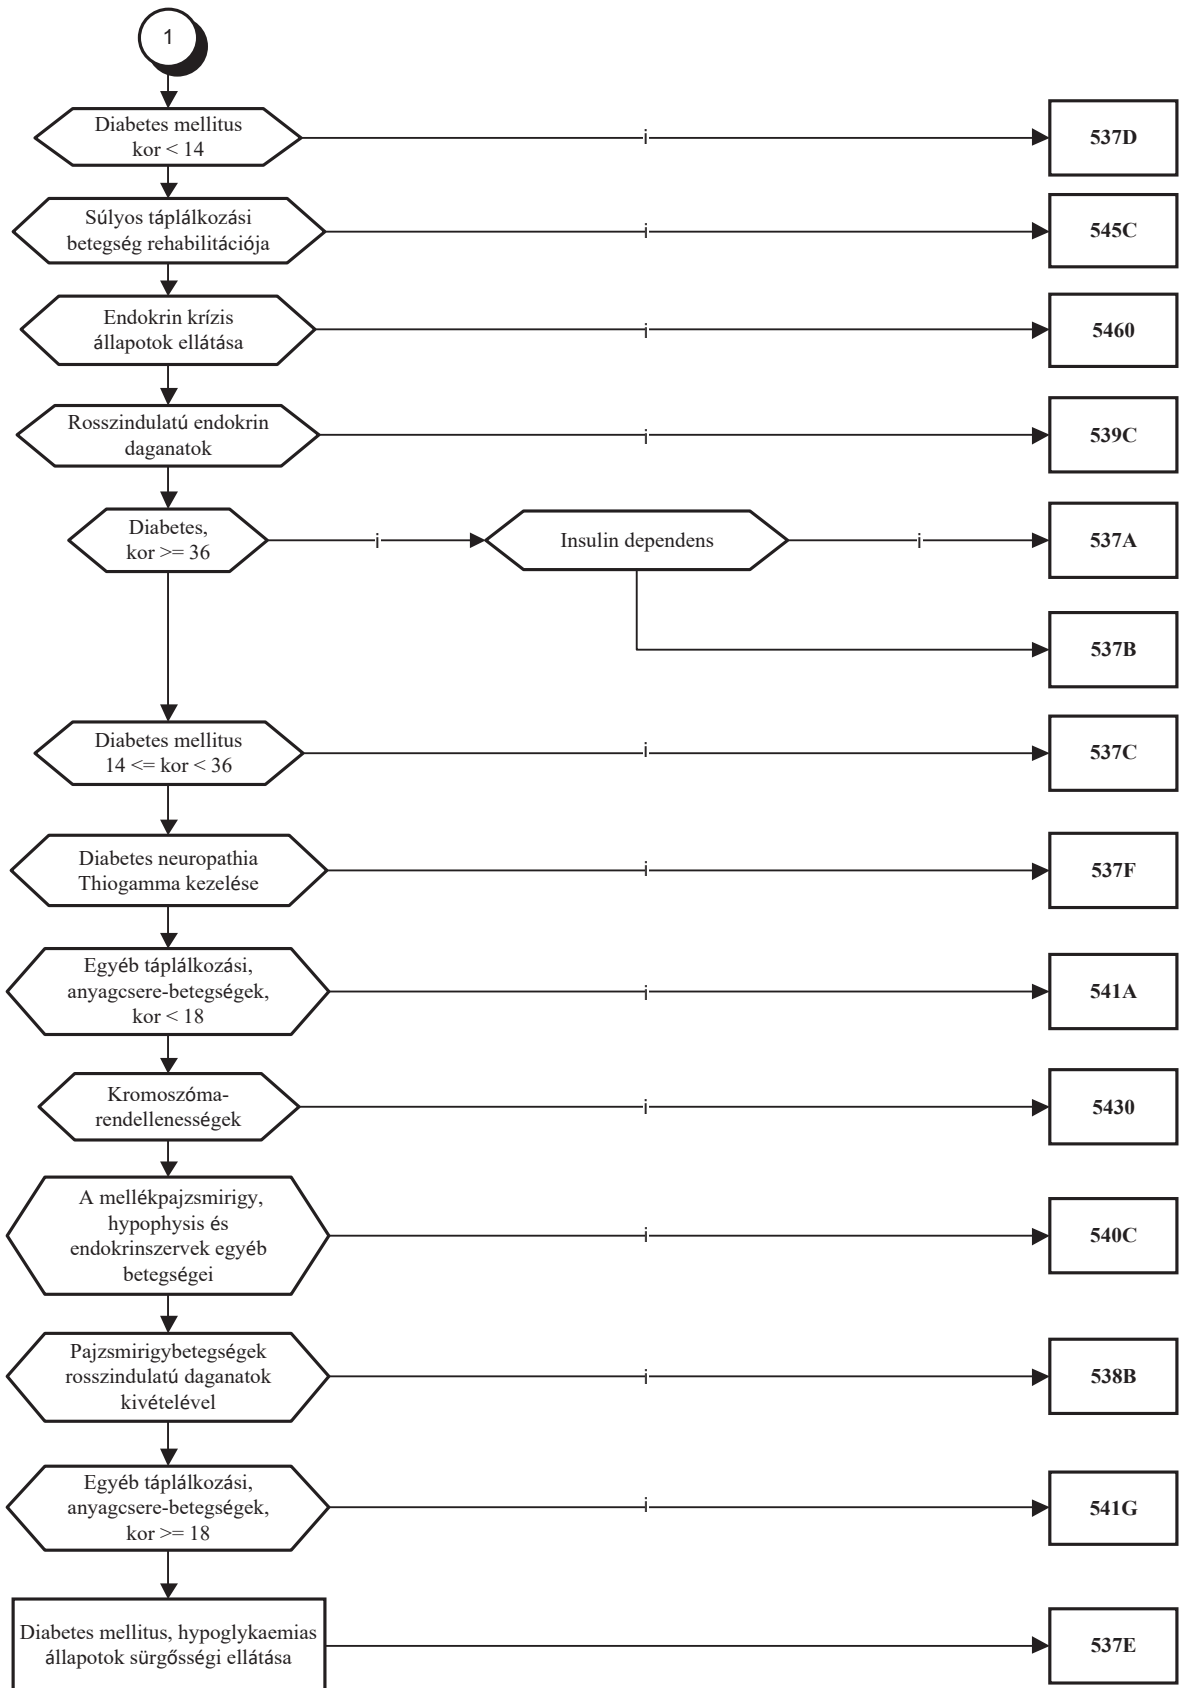 1
Diabetes mellitus
kor < 14
i
537D
Súlyos táplálkozási
betegség rehabilitációja
i
545C
Endokrin krízis
állapotok ellátása
i
5460
Rosszindulatú endokrin
daganatok
i
539C
Diabetes,
kor >= 36
i
Insulin dependens
i
537A
537B
Diabetes mellitus
14 <= kor < 36
i
537C
Diabetes neuropathia
Thiogamma kezelése
i
537F
Egyéb táplálkozási,
anyagcsere-betegségek,
kor < 18
i
541A
Kromoszóma-
rendellenességek
i
5430
A mellékpajzsmirigy,
hypophysis és
endokrinszervek egyéb
betegségei
i
540C
Pajzsmirigybetegségek
rosszindulatú daganatok
kivételével
i
538B
Egyéb táplálkozási,
anyagcsere-betegségek,
kor >= 18
i
541G
Diabetes mellitus, hypoglykaemias
állapotok sürgősségi ellátása
537E